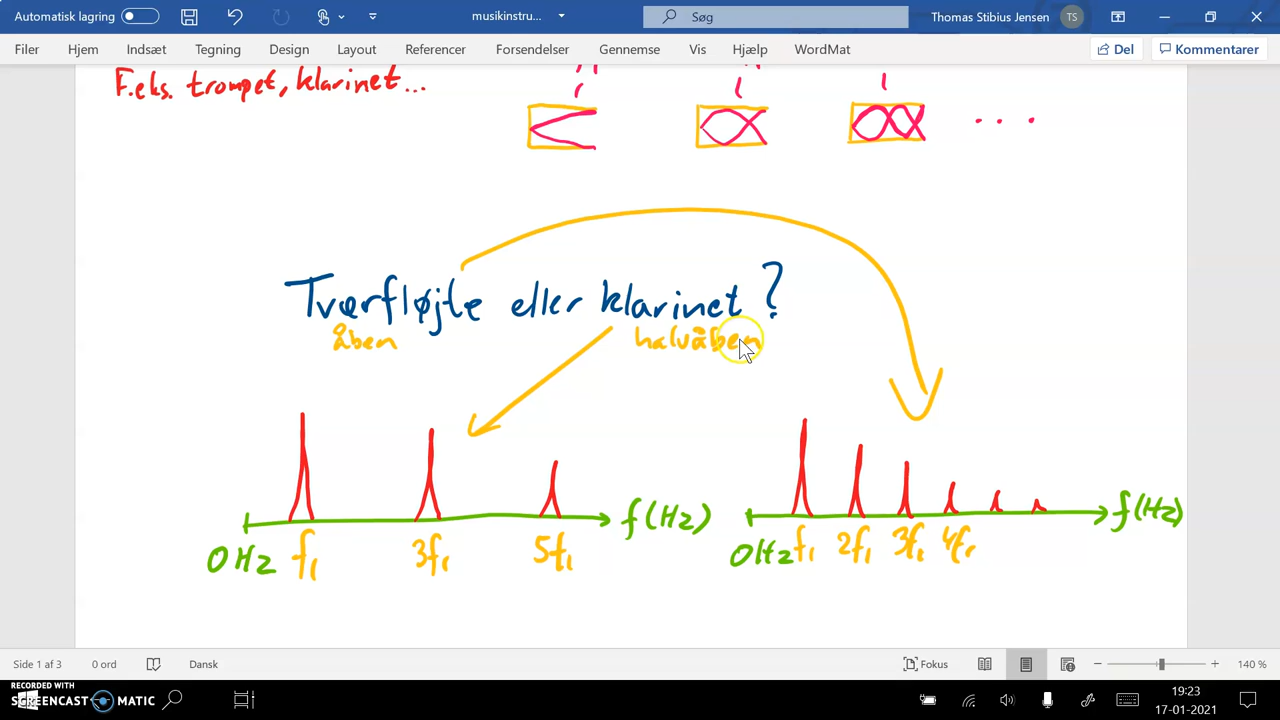 Automatisk lagring
musikinstru...
Søg
Thomas Stibius Jensen
TS
Filer Hjem Indsæt Tegning Design Layout Referencer Forsendelser Gennemse Vis Hjælp WordMat
Del
Kommentarer
F.eks. trompet, klarinet...
Tværfløjte eller klarinet?
åben halvåben
f(Hz)
f(Hz)
0Hz f₁ 3f₁ 5f₁
0Hz f₁ 2f₁ 3f₁ 4f₁
Side 1 af 3 0 ord Dansk
Fokus
140 %
RECORDED WITH
SCREENCAST MATIC
19:23
17-01-2021